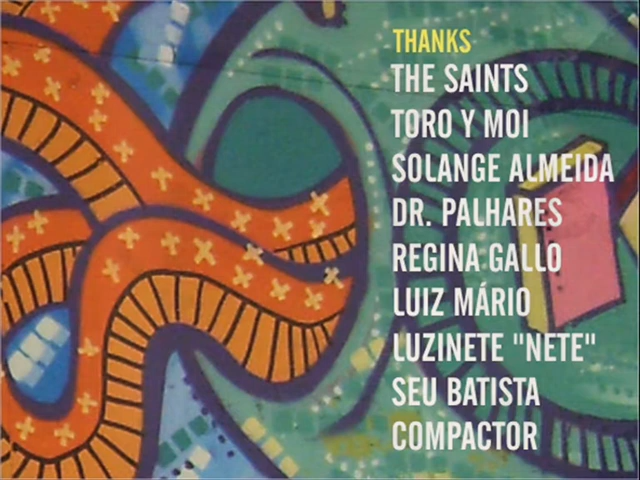 THANKS
THE SAINTS
TORO Y MOI
SOLANGE ALMEIDA
DR. PALHARES
REGINA GALLO
LUIZ MÁRIO
LUZINETE "NETE"
SEU BATISTA
COMPACTOR